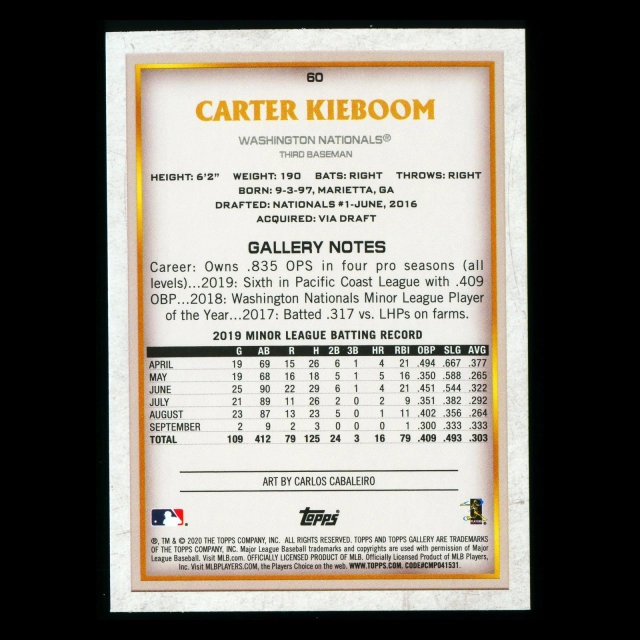 60
CARTER KIEBOOM
WASHINGTON NATIONALS®
THIRD BASEMAN
HEIGHT: 6'2" WEIGHT: 190 BATS: RIGHT THROWS: RIGHT
BORN: 9-3-97, MARIETTA, GA
DRAFTED: NATIONALS #1-JUNE, 2016
ACQUIRED: VIA DRAFT
GALLERY NOTES
Career: Owns .835 OPS in four pro seasons (all
levels)...2019: Sixth in Pacific Coast League with .409
OBP...2018: Washington Nationals Minor League Player
of the Year...2017: Batted .317 vs. LHPs on farms.
2019 MINOR LEAGUE BATTING RECORD
G AB R H 2B 3B HR RBI OBP SLG AVG
APRIL 19 69 15 26 6 1 4 21 .494 .667 .377
MAY 19 68 16 18 5 1 5 16 .350 .588 .265
JUNE 25 90 22 29 6 1 4 21 .451 .544 .322
JULY 21 89 11 26 2 0 2 9 .351 .382 .292
AUGUST 23 87 13 23 5 0 1 11 .402 .356 .264
SEPTEMBER 2 9 2 3 0 0 0 1 .300 .333 .333
TOTAL 109 412 79 125 24 3 16 79 .409 .493 .303
ART BY CARLOS CABALEIRO
Topps
®, TM & © 2020 THE TOPPS COMPANY, INC. ALL RIGHTS RESERVED. TOPPS AND TOPPS GALLERY ARE TRADEMARKS
OF THE TOPPS COMPANY, INC. Major League Baseball trademarks and copyrights are used with permission of Major
League Baseball. Visit MLB.com. OFFICIALLY LICENSED PRODUCT OF MLB. Officially Licensed Product of MLB Players,
Inc. Visit MLBPLAYERS.com, the Players Choice on the web. WWW.TOPPS.COM. CODE#CMP041531.